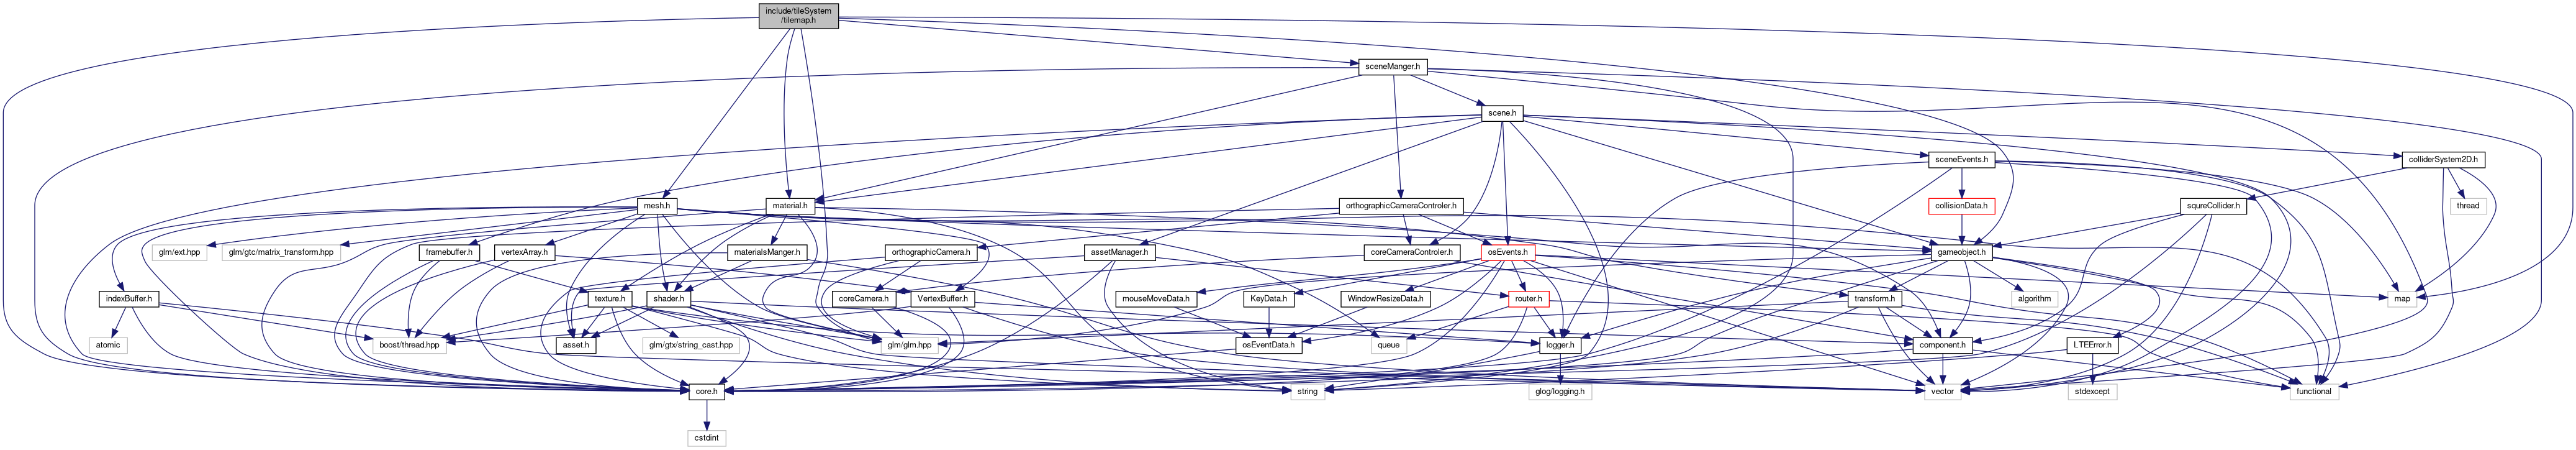 include/tileSystem
/tilemap.h
sceneManger.h
scene.h
sceneEvents.h
colliderSystem2D.h
mesh.h
material.h
orthographicCameraControler.h
collisionData.h
squreCollider.h
thread
glm/ext.hpp
glm/gtc/matrix_transform.hpp
framebuffer.h
vertexArray.h
materialsManger.h
orthographicCamera.h
assetManager.h
coreCameraControler.h
osEvents.h
gameobject.h
indexBuffer.h
texture.h
shader.h
coreCamera.h
VertexBuffer.h
mouseMoveData.h
KeyData.h
WindowResizeData.h
router.h
transform.h
algorithm
map
atomic
boost/thread.hpp
asset.h
glm/gtx/string_cast.hpp
glm/glm.hpp
osEventData.h
queue
logger.h
component.h
LTEError.h
core.h
string
glog/logging.h
vector
stdexcept
functional
cstdint